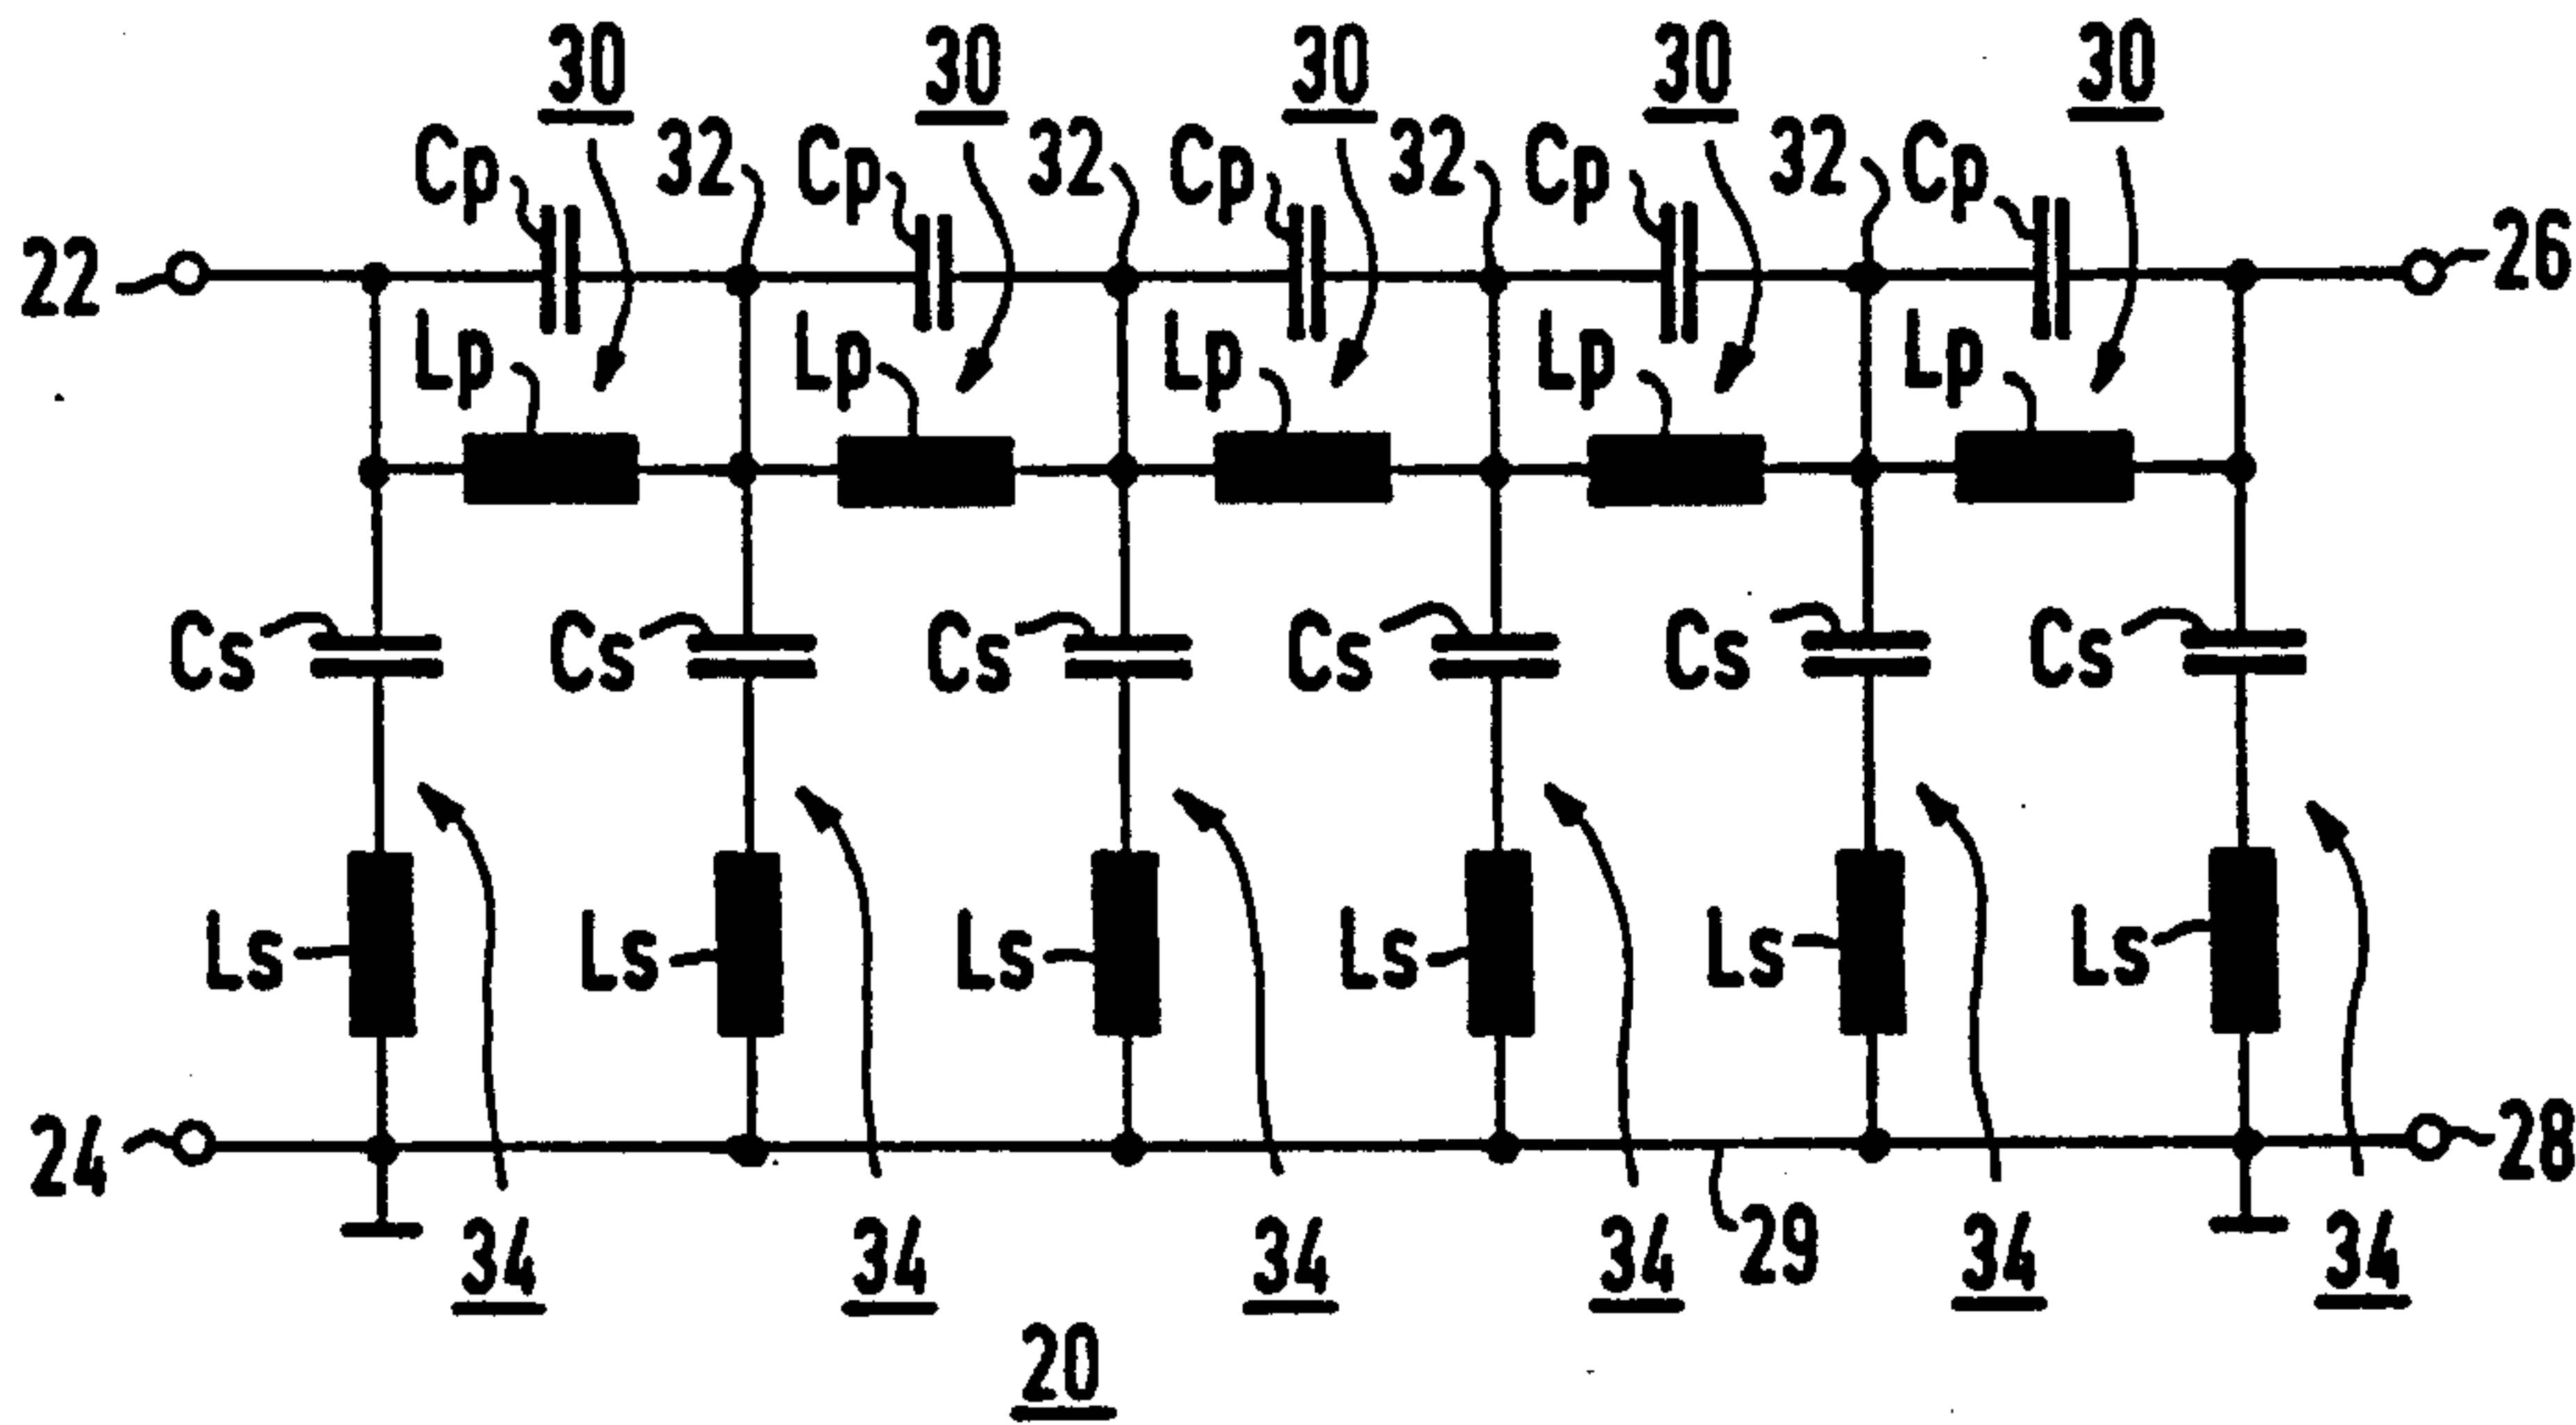 30 30 30 30 30
Cp 32 Cp 32 Cp 32 Cp 32 Cp
22 26
Lp Lp Lp Lp Lp
Cs Cs Cs Cs Cs Cs
Ls Ls Ls Ls Ls Ls
24 28
34 34 34 34 29 34 34
20